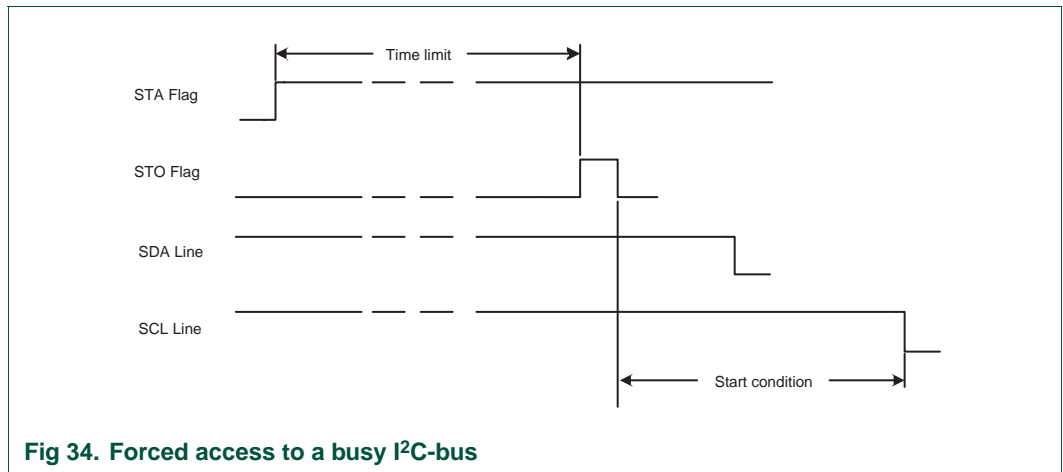 Time limit
STA Flag
STO Flag
SDA Line
SCL Line
Start condition
Fig 34. Forced access to a busy I²C-bus